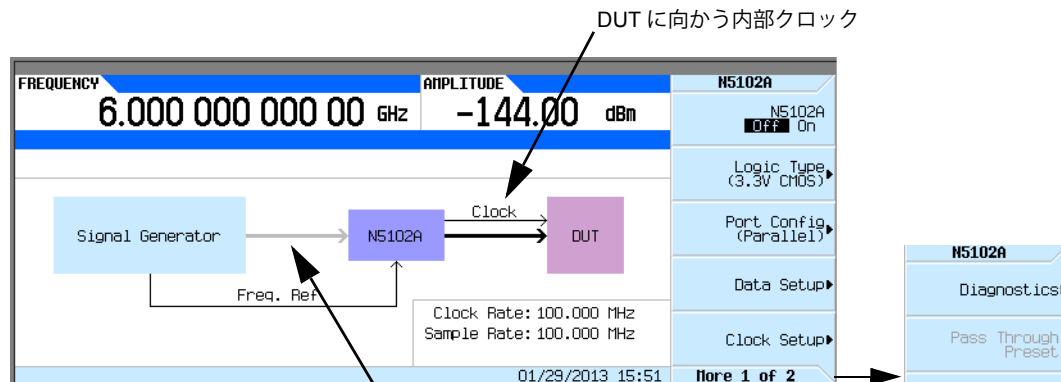 DUT に向かう内部クロック
FREQUENCY
AMPLITUDE
N5102A
6.000 000 000 00 GHz
-144.00 dBm
N5102A
Off On
Logic Type
(3.3V CMOS)
Signal Generator
N5102A
Clock
DUT
Port Config
(Parallel)
Freq. Ref
Data Setup
Clock Rate: 100.000 MHz
Sample Rate: 100.000 MHz
Clock Setup
01/29/2013 15:51
More 1 of 2
N5102A
Diagnostics
Pass Through
Preset